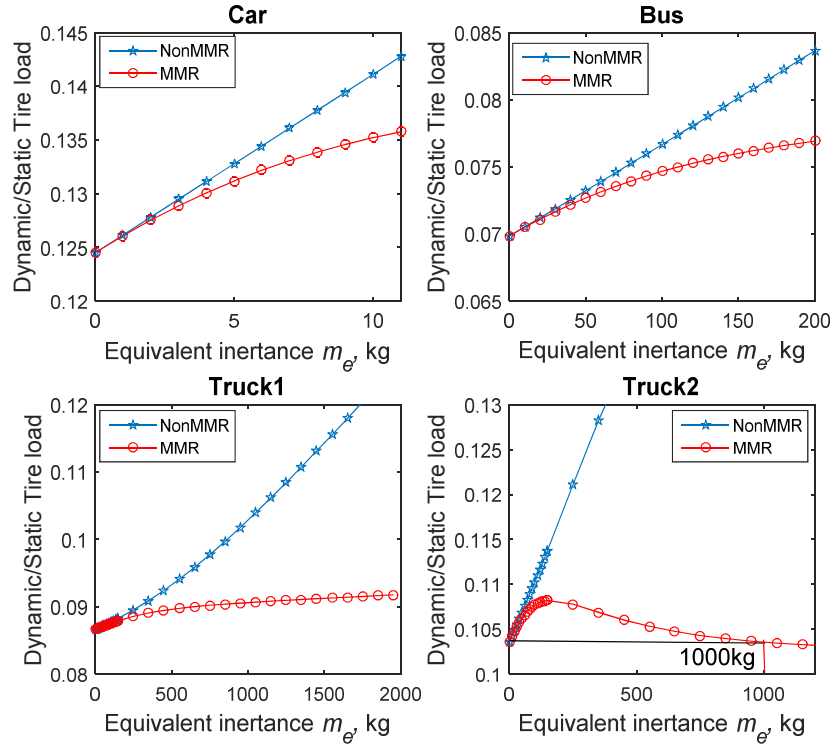 Car
Dynamic/Static Tire load
0.145
0.14
0.135
0.13
0.125
0.12
NonMMR
MMR
0
5
10
Equivalent inertance mₑ, kg
Bus
Dynamic/Static Tire load
0.085
0.08
0.075
0.07
0.065
NonMMR
MMR
0
50
100
150
200
Equivalent inertance mₑ, kg
Truck1
Dynamic/Static Tire load
0.12
0.11
0.1
0.09
0.08
NonMMR
MMR
0
500
1000
1500
2000
Equivalent inertance mₑ, kg
Truck2
Dynamic/Static Tire load
0.13
0.125
0.12
0.115
0.11
0.105
0.1
NonMMR
MMR
1000kg
0
500
1000
Equivalent inertance mₑ, kg